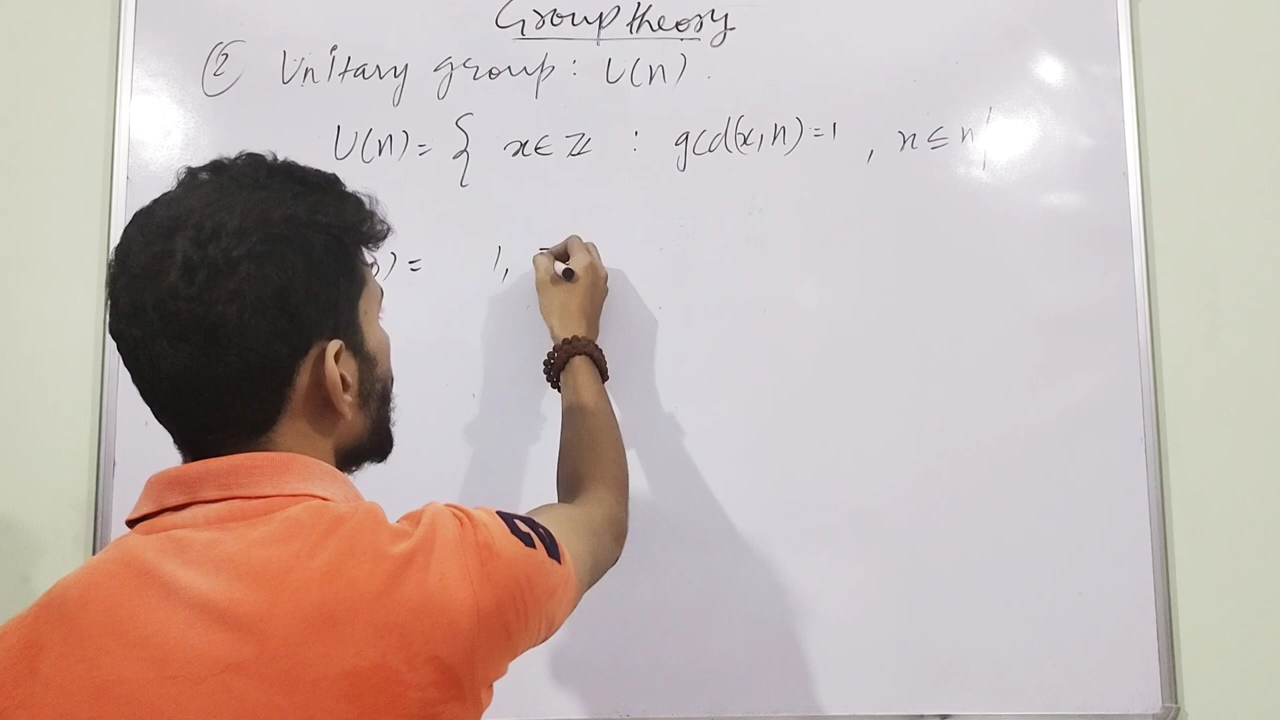 Group theory
② Unitary group: U(n).
U(n) = { x ∈ ℤ : gcd(x, n) = 1 , x ≤ n }
) = 1,